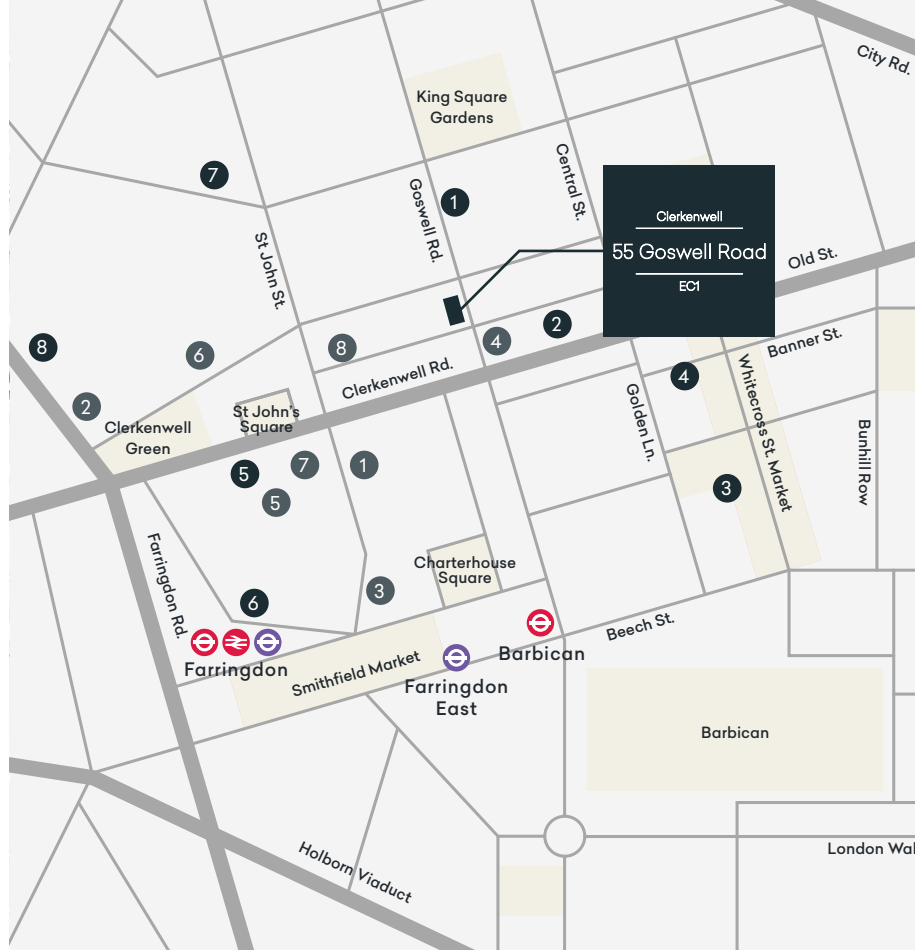 City Rd.
King Square
Gardens
7
Central St.
Goswell Rd.
1
Clerkenwell
55 Goswell Road
EC1
St John St.
Old St.
8
6
8
4
2
Banner St.
Clerkenwell Rd.
4
2
Clerkenwell
Green
St John's
Square
Golden Ln.
Whitecross St. Market
Bunhill Row
5
7
1
5
3
Farringdon Rd.
Charterhouse
Square
6
3
Beech St.
Farringdon
Barbican
Smithfield Market
Farringdon
East
Barbican
London Wal
Holborn Viaduct